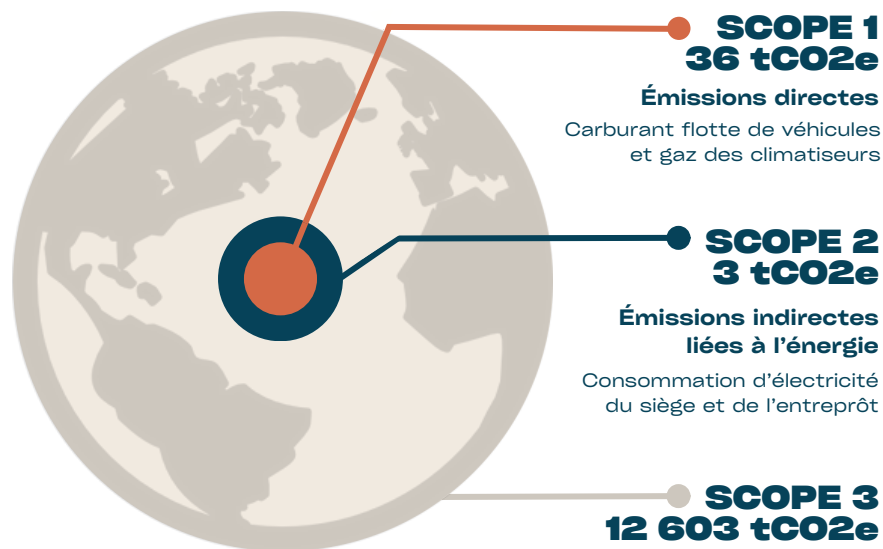 SCOPE 1
36 tCO2e
Émissions directes
Carburant flotte de véhicules
et gaz des climatiseurs
SCOPE 2
3 tCO2e
Émissions indirectes
liées à l’énergie
Consommation d’électricité
du siège et de l’entreprôt
SCOPE 3
12 603 tCO2e